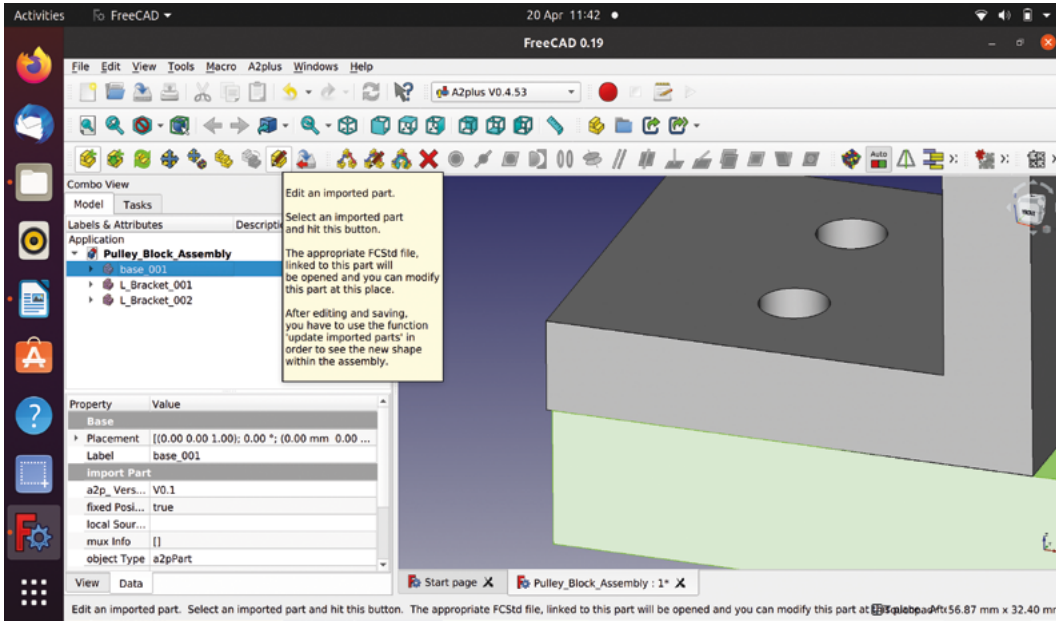 Activities FreeCAD 20 Apr 11:42
FreeCAD 0.19
File Edit View Tools Macro A2plus Windows Help
A2plus V0.4.53
Auto
Combo View
Model Tasks
Labels & Attributes Descripti
Application
Pulley_Block_Assembly
base_001
L_Bracket_001
L_Bracket_002
Edit an imported part.
Select an imported part
and hit this button.
The appropriate FCStd file,
linked to this part will
be opened and you can modify
this part at this place.
After editing and saving,
you have to use the function
'update imported parts' in
order to see the new shape
within the assembly.
Property Value
Base
Placement [(0.00 0.00 1.00); 0.00 °; (0.00 mm 0.00 ...
Label base_001
import Part
a2p_ Vers... V0.1
fixed Posi... true
local Sour...
mux Info []
object Type a2pPart
View Data
Start page Pulley_Block_Assembly : 1*
Edit an imported part. Select an imported part and hit this button. The appropriate FCStd file, linked to this part will be opened and you can modify this part at 56.87 mm x 32.40 mm